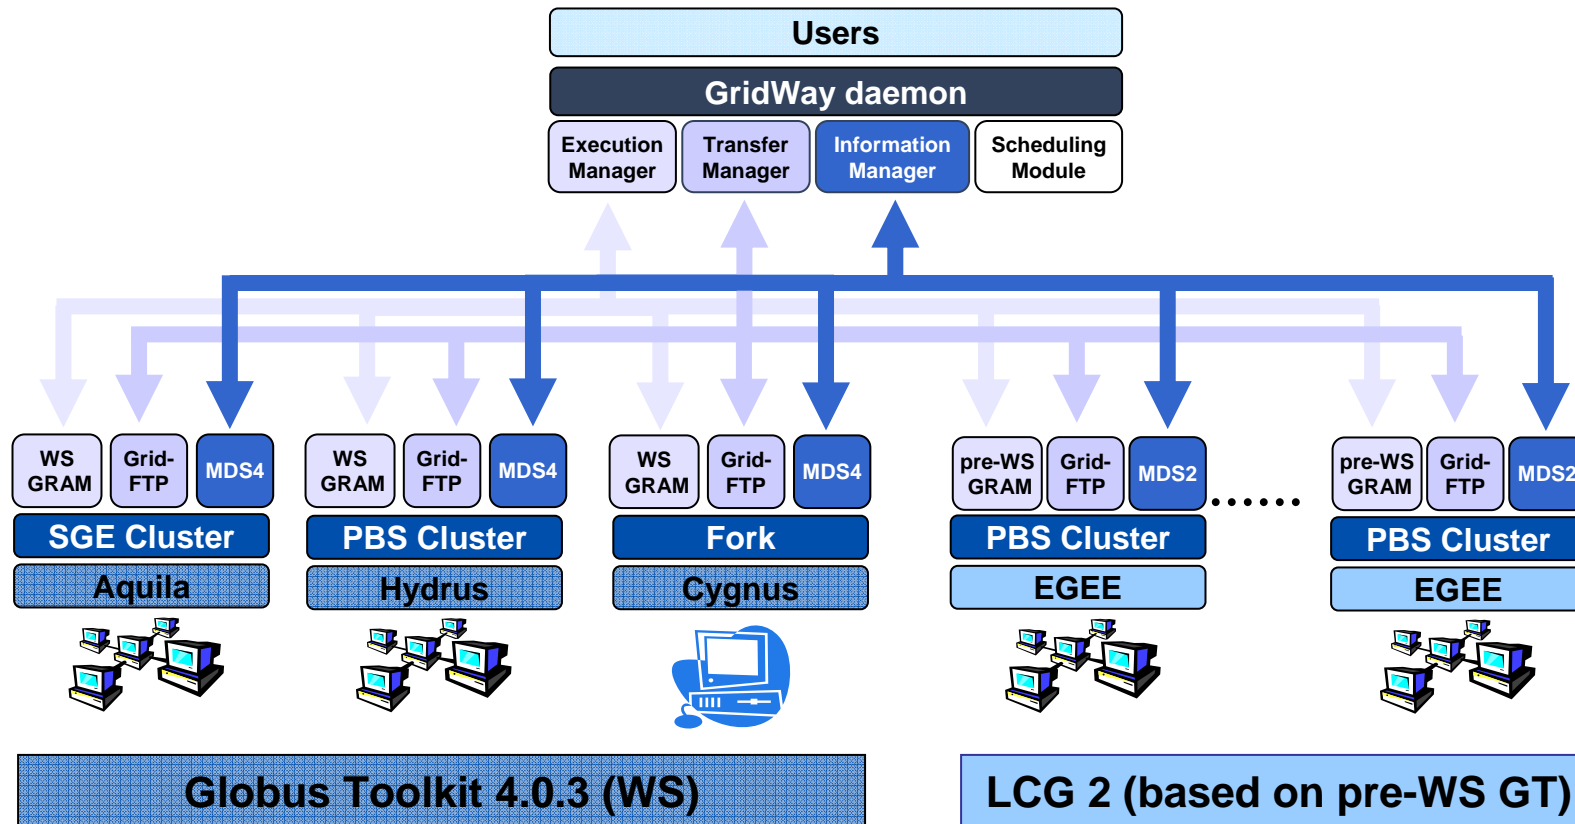 Users
GridWay daemon
Execution
Manager
Transfer
Manager
Information
Manager
Scheduling
Module
WS
GRAM
Grid-
FTP
MDS4
WS
GRAM
Grid-
FTP
MDS4
WS
GRAM
Grid-
FTP
MDS4
pre-WS
GRAM
Grid-
FTP
MDS2
......
pre-WS
GRAM
Grid-
FTP
MDS2
SGE Cluster
PBS Cluster
Fork
PBS Cluster
PBS Cluster
Aquila
Hydrus
Cygnus
EGEE
EGEE
Globus Toolkit 4.0.3 (WS)
LCG 2 (based on pre-WS GT)